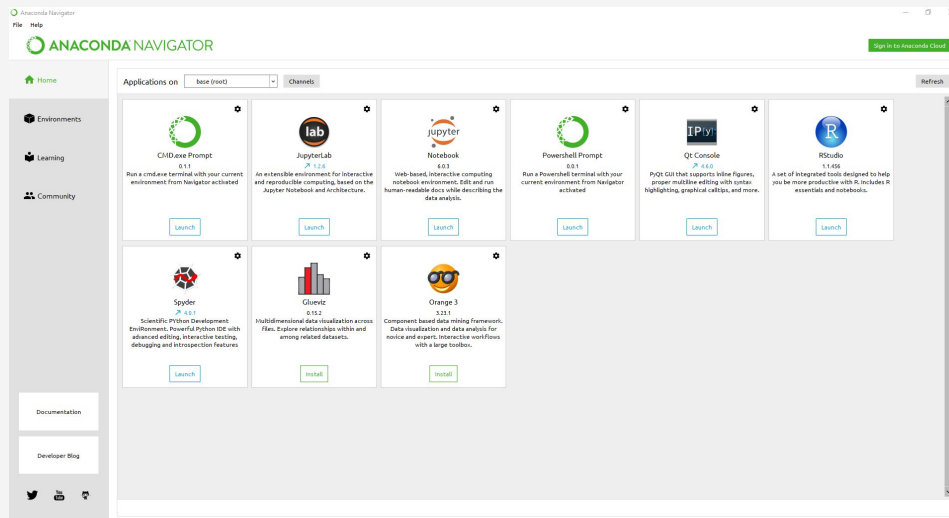 Anaconda Navigator
File Help
ANACONDA NAVIGATOR
Sign in to Anaconda Cloud
Home
Environments
Learning
Community
Applications on base (root) Channels Refresh
CMD.exe Prompt
0.1.1
Run a cmd.exe terminal with your current
environment from Navigator activated
Launch
lab
JupyterLab
1.2.6
An extensible environment for interactive
and reproducible computing, based on the
Jupyter Notebook and Architecture.
Launch
jupyter
Notebook
6.0.3
Web-based, interactive computing
notebook environment. Edit and run
human-readable docs while describing the
data analysis.
Launch
Powershell Prompt
0.0.1
Run a Powershell terminal with your
current environment from Navigator
activated
Launch
IP[y]:
Qt Console
4.6.0
PyQt GUI that supports inline figures,
proper multiline editing with syntax
highlighting, graphical calltips, and more.
Launch
R
RStudio
1.1.456
A set of integrated tools designed to help
you be more productive with R. Includes R
essentials and notebooks.
Launch
Spyder
4.0.1
Scientific PYthon Development
EnviRonment. Powerful Python IDE with
advanced editing, interactive testing,
debugging and introspection features
Launch
Glueviz
0.15.2
Multidimensional data visualization across
files. Explore relationships within and
among related datasets.
Install
Orange 3
3.23.1
Component based data mining framework.
Data visualization and data analysis for
novice and expert. Interactive workflows
with a large toolbox.
Install
Documentation
Developer Blog
You
Tube